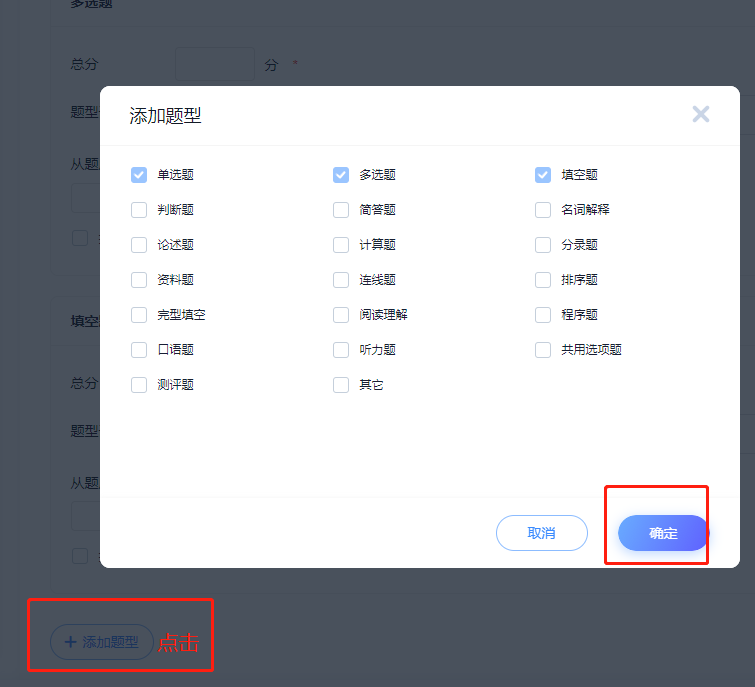 多选题
总分 分 *
题型
添加题型
从题
单选题 多选题 填空题
判断题 简答题 名词解释
论述题 计算题 分录题
资料题 连线题 排序题
完型填空 阅读理解 程序题
口语题 听力题 共用选项题
测评题 其它
填空
总分
题型
从题
取消 确定
+ 添加题型 点击